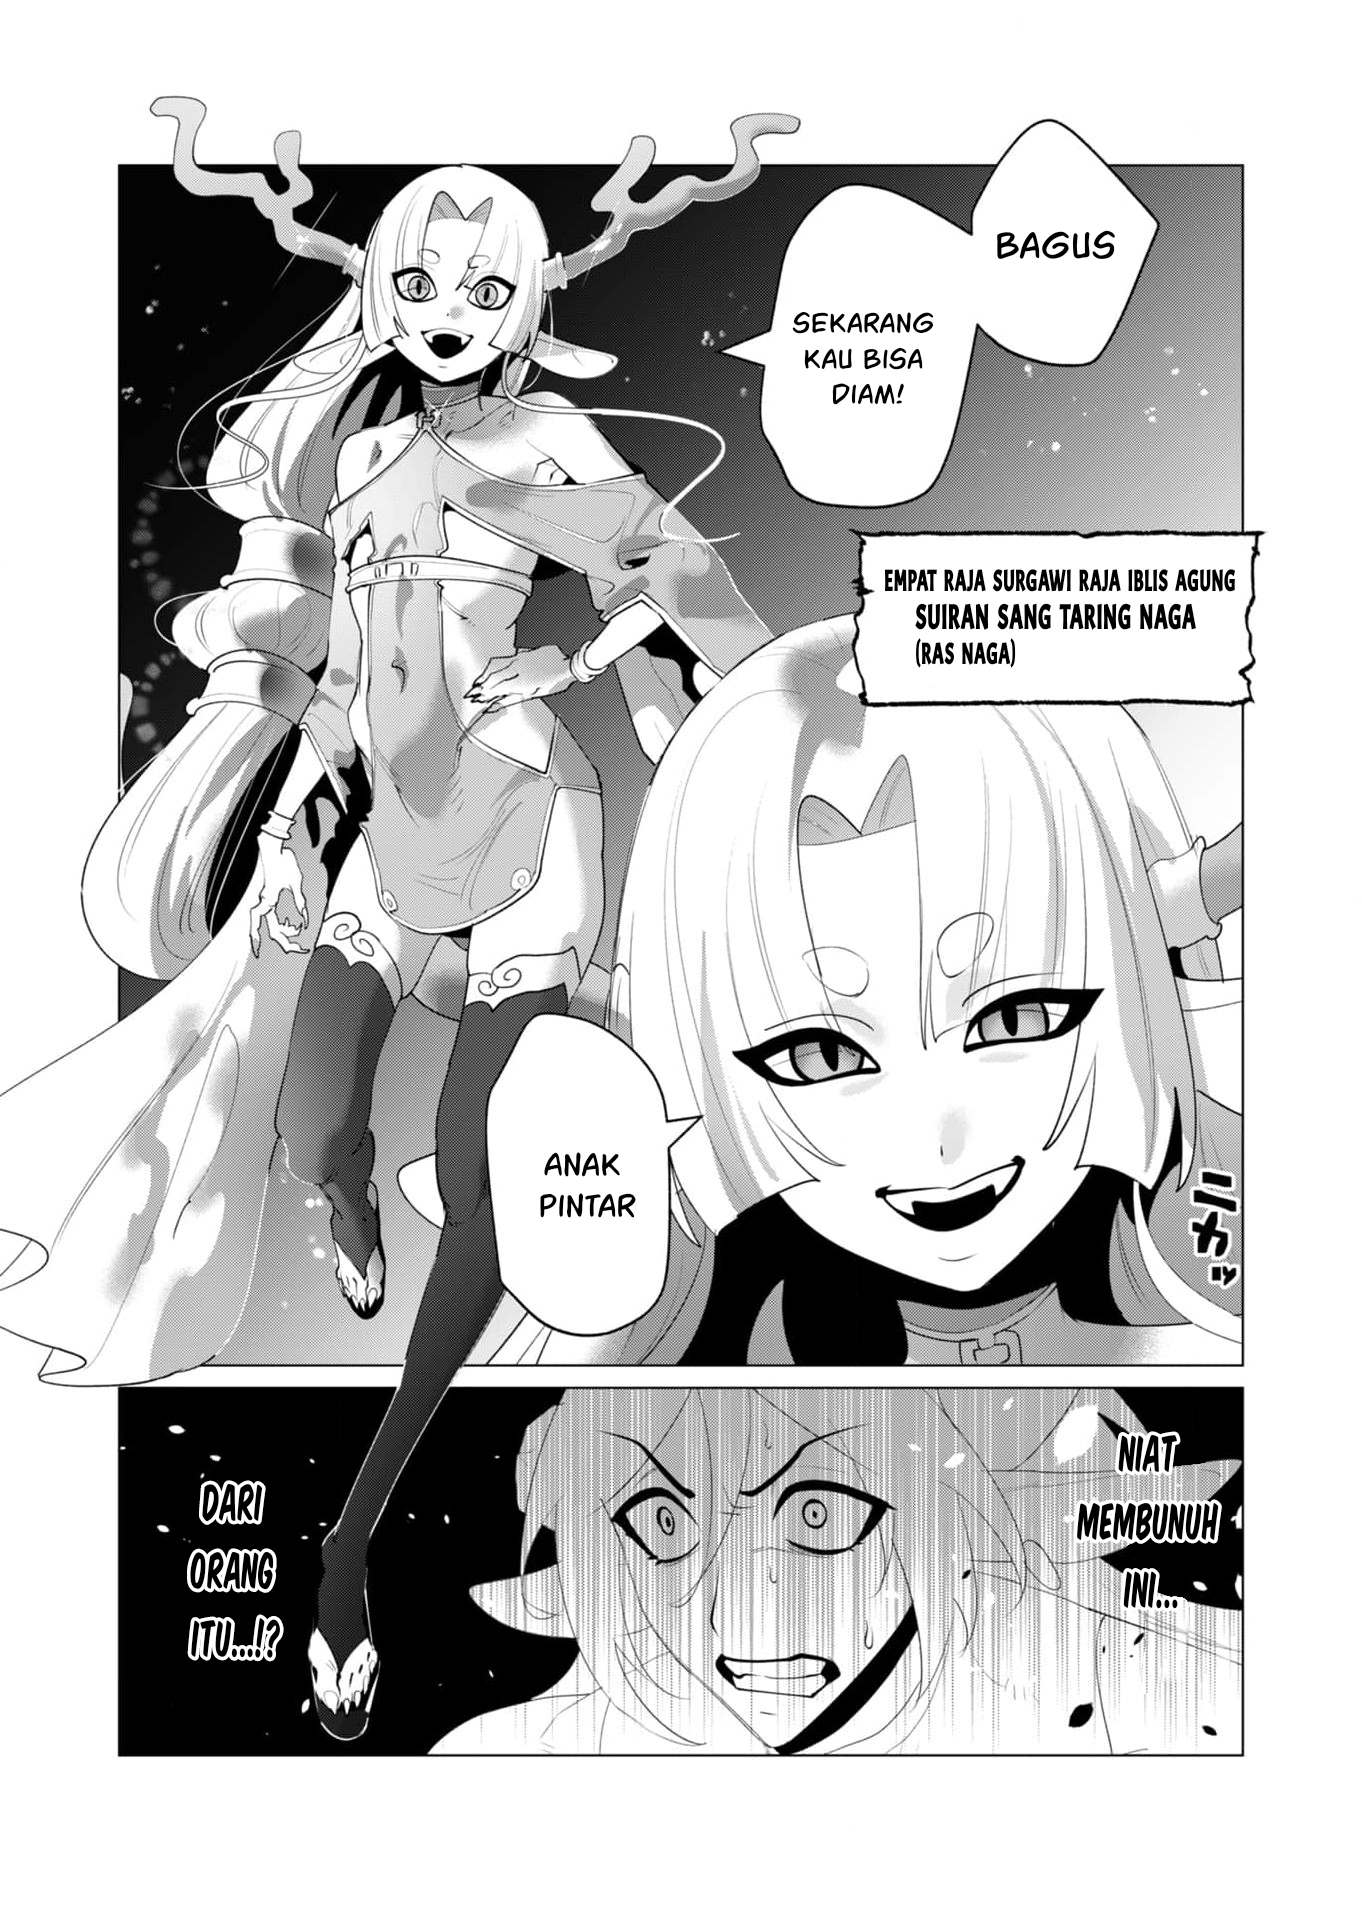 BAGUS
SEKARANG
KAU BISA
DIAM!
EMPAT RAJA SURGAWI RAJA IBLIS AGUNG
SUIRAN SANG TARING NAGA
(RAS NAGA)
ANAK
PINTAR
ニカッ
NIAT
MEMBUNUH
INI...
DARI
ORANG
ITU...!?